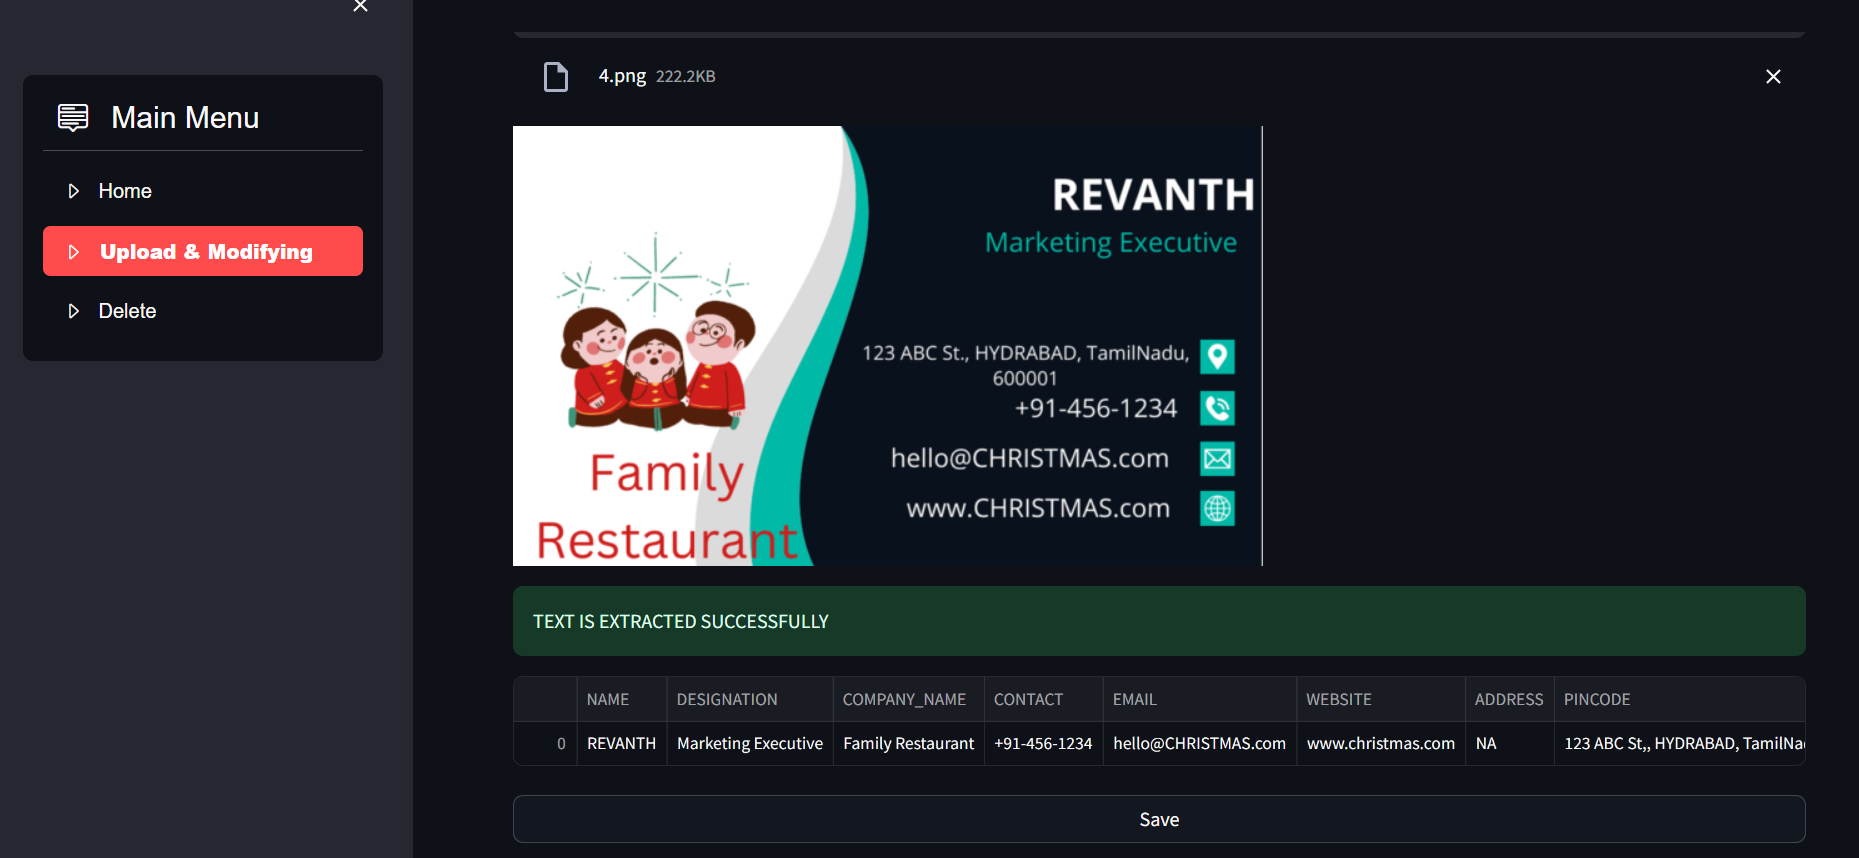 Main Menu
Home
Upload & Modifying
Delete
4.png 222.2KB
REVANTH
Marketing Executive
123 ABC St., HYDRABAD, TamilNadu,
600001
+91-456-1234
hello@CHRISTMAS.com
www.CHRISTMAS.com
Family
Restaurant
TEXT IS EXTRACTED SUCCESSFULLY
NAME DESIGNATION COMPANY_NAME CONTACT EMAIL WEBSITE ADDRESS PINCODE
0 REVANTH Marketing Executive Family Restaurant +91-456-1234 hello@CHRISTMAS.com www.christmas.com NA 123 ABC St,, HYDRABAD, TamilNa
Save